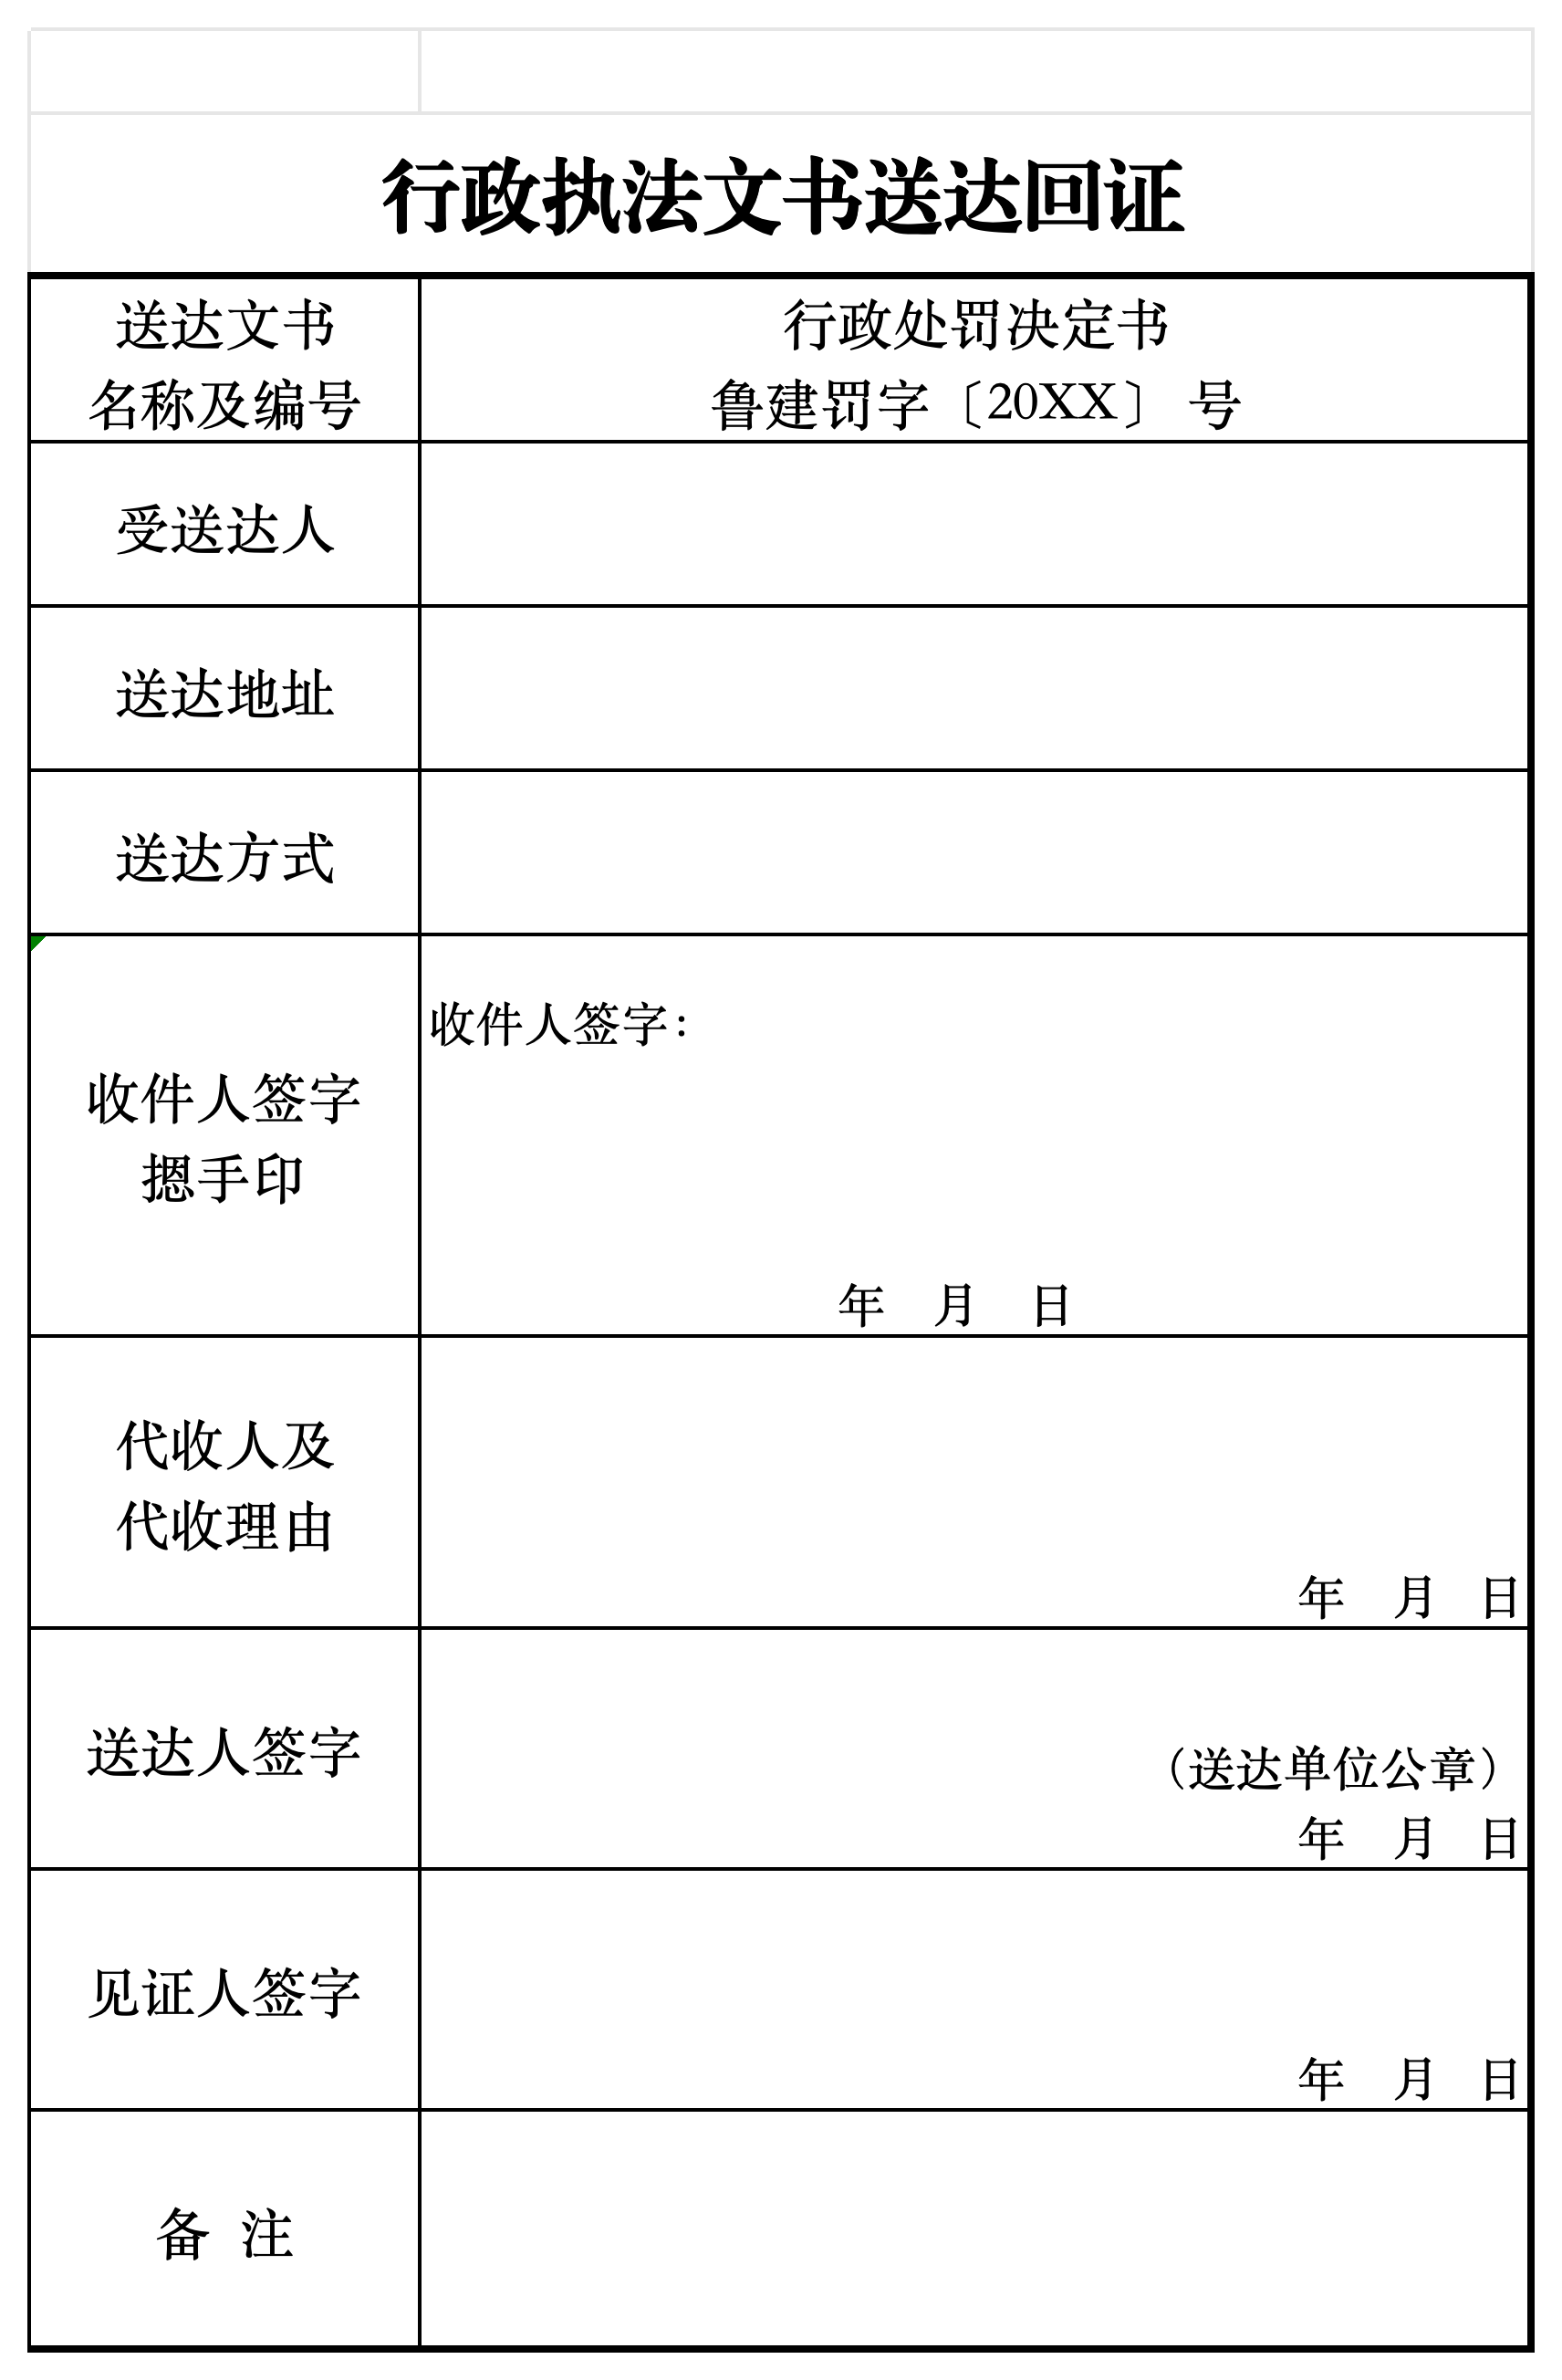 行政执法文书送达回证
送达文书
名称及编号
行政处罚决定书
鲁建罚字〔20XX〕 号
受送达人
送达地址
送达方式
收件人签字
摁手印
收件人签字：
年 月 日
代收人及
代收理由
年 月 日
送达人签字
（送达单位公章）
年 月 日
见证人签字
年 月 日
备 注